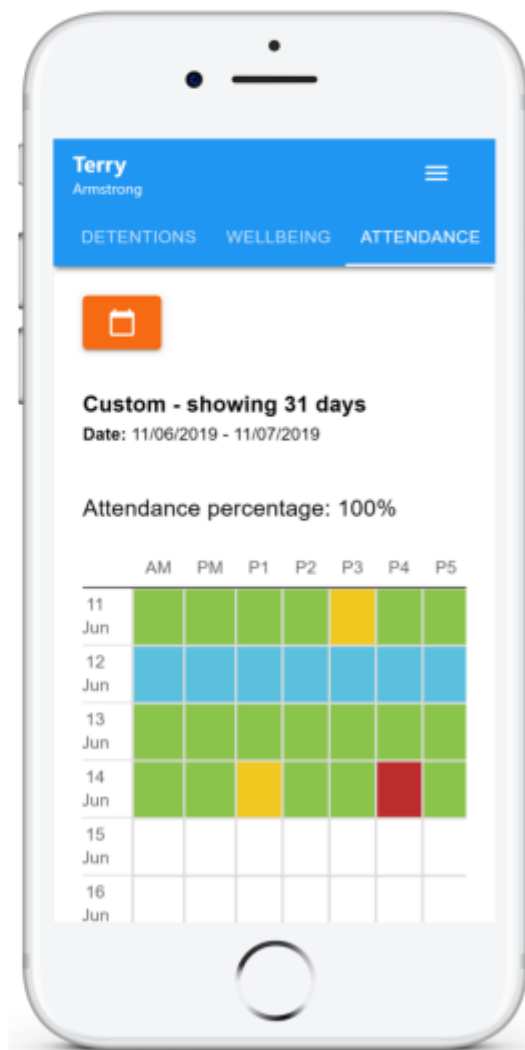 Terry
Armstrong
DETENTIONS WELLBEING ATTENDANCE
Custom - showing 31 days
Date: 11/06/2019 - 11/07/2019
Attendance percentage: 100%
AM PM P1 P2 P3 P4 P5
11
Jun
12
Jun
13
Jun
14
Jun
15
Jun
16
Jun